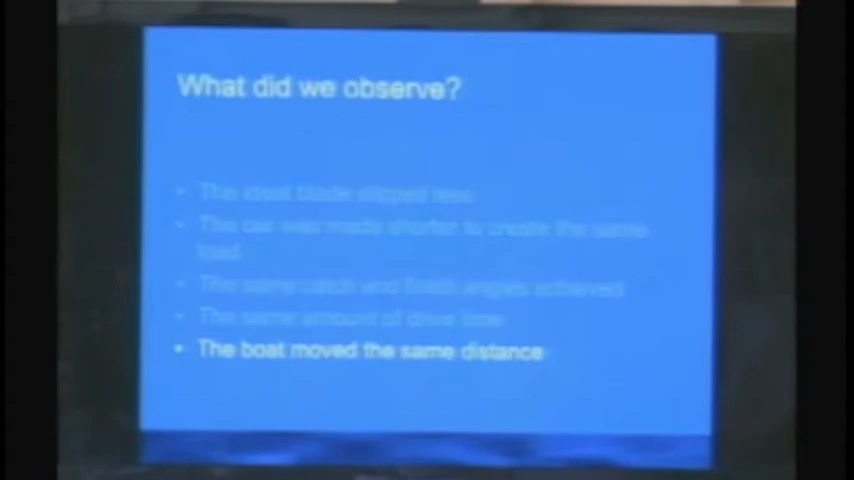 What did we observe?
• The ideal blade slipped less
• The oar was made shorter to create the same
load
• The same catch and finish angles achieved
• The same amount of drive time
• The boat moved the same distance